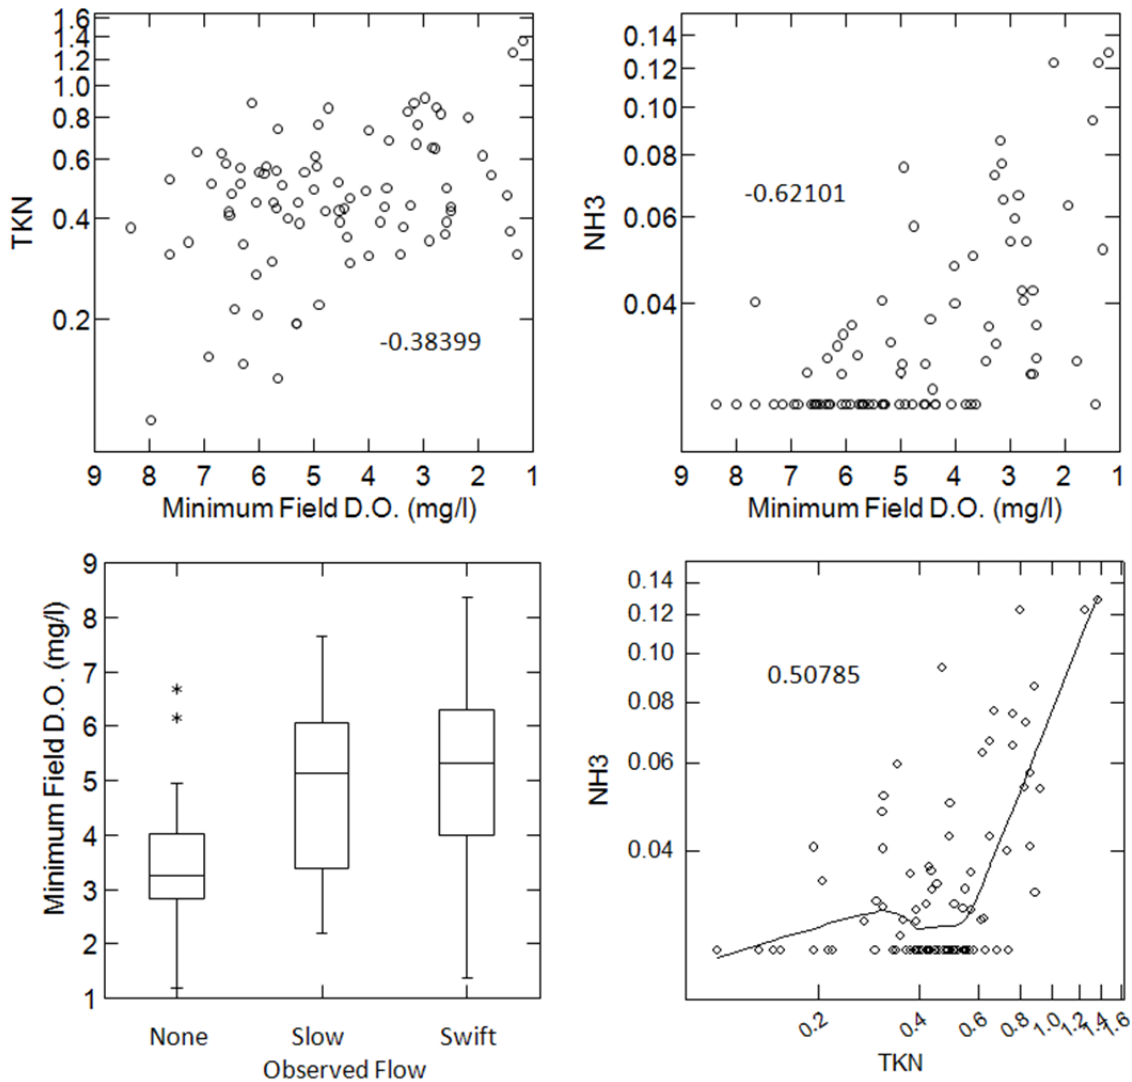 1.6
1.4
1.2
1.0
0.8
0.6
0.4
0.2
TKN
-0.38399
9 8 7 6 5 4 3 2 1
Minimum Field D.O. (mg/l)
0.14
0.12
0.10
0.08
0.06
0.04
NH3
-0.62101
9 8 7 6 5 4 3 2 1
Minimum Field D.O. (mg/l)
9
8
7
6
5
4
3
2
1
Minimum Field D.O. (mg/l)
None Slow Swift
Observed Flow
0.14
0.12
0.10
0.08
0.06
0.04
NH3
0.50785
0.2 0.4 0.6 0.8 1.0 1.2 1.4 1.6
TKN